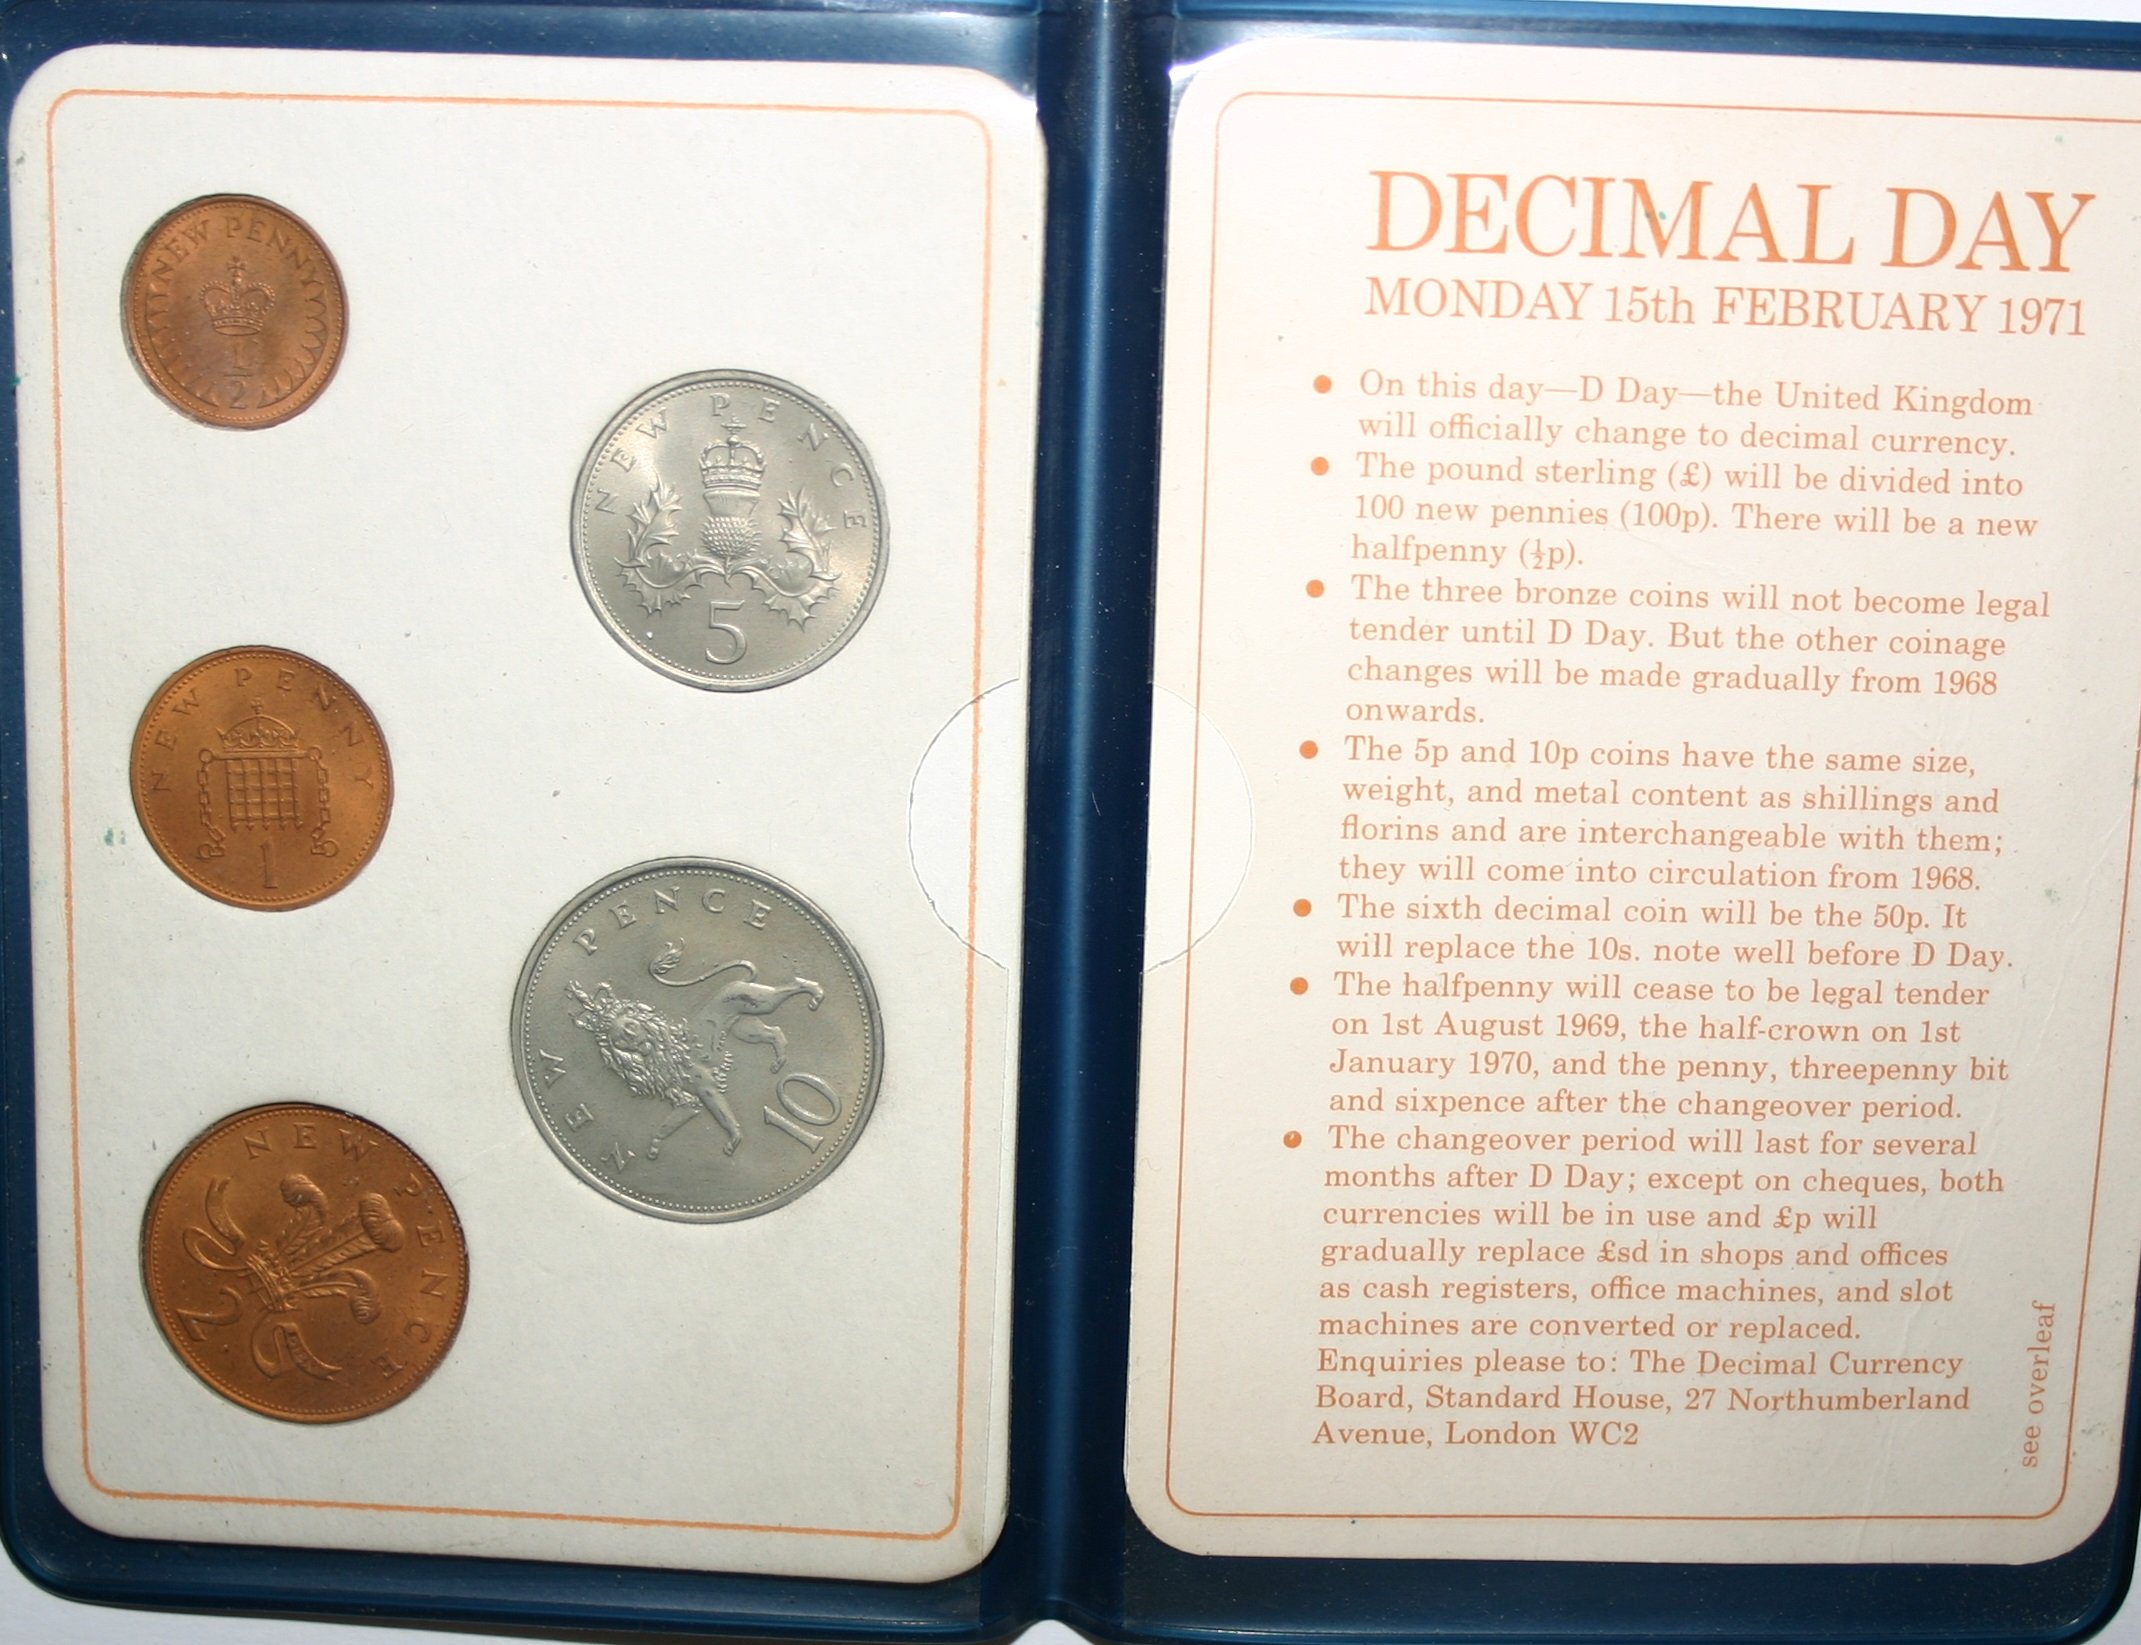 NEW PENNY
1/2
NEW PENCE
5
NEW PENNY
1
NEW PENCE
10
NEW PENCE
2
DECIMAL DAY
MONDAY 15th FEBRUARY 1971
• On this day—D Day—the United Kingdom
will officially change to decimal currency.
• The pound sterling (£) will be divided into
100 new pennies (100p). There will be a new
halfpenny (½p).
• The three bronze coins will not become legal
tender until D Day. But the other coinage
changes will be made gradually from 1968
onwards.
• The 5p and 10p coins have the same size,
weight, and metal content as shillings and
florins and are interchangeable with them;
they will come into circulation from 1968.
• The sixth decimal coin will be the 50p. It
will replace the 10s. note well before D Day.
• The halfpenny will cease to be legal tender
on 1st August 1969, the half-crown on 1st
January 1970, and the penny, threepenny bit
and sixpence after the changeover period.
• The changeover period will last for several
months after D Day; except on cheques, both
currencies will be in use and £p will
gradually replace £sd in shops and offices
as cash registers, office machines, and slot
machines are converted or replaced.
Enquiries please to: The Decimal Currency
Board, Standard House, 27 Northumberland
Avenue, London WC2
see overleaf